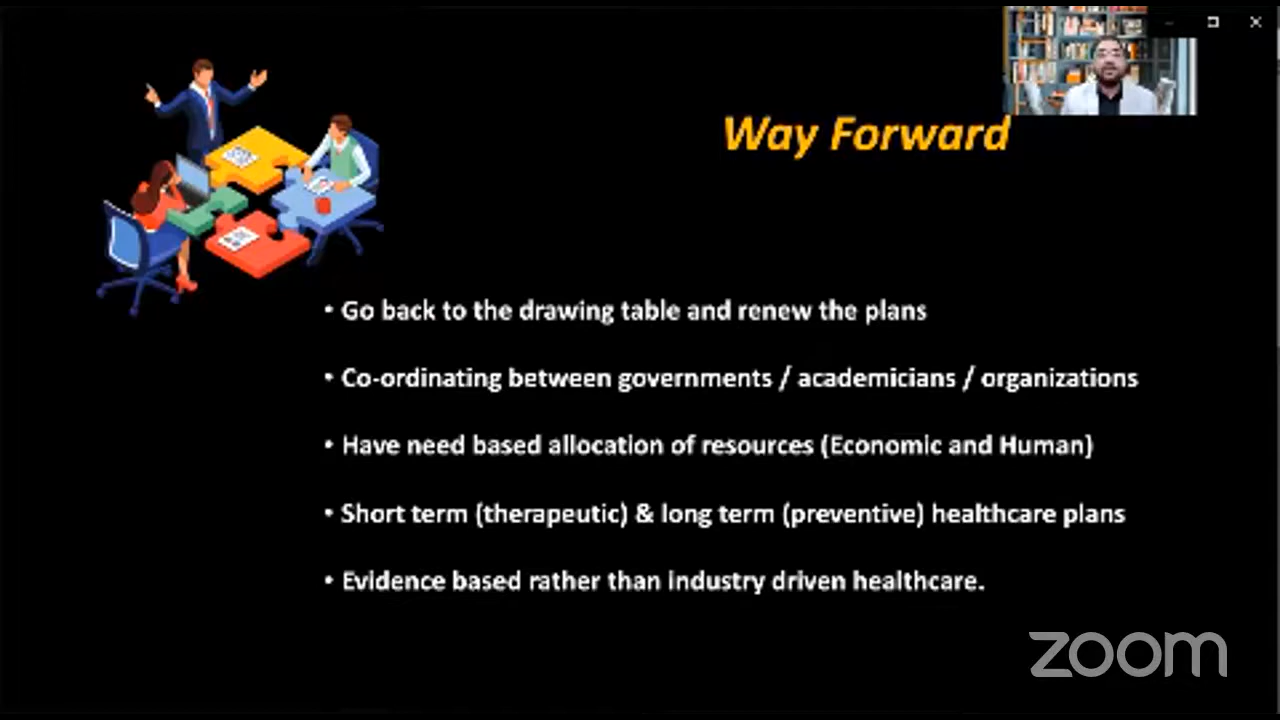 Way Forward
• Go back to the drawing table and renew the plans
• Co-ordinating between governments / academicians / organizations
• Have need based allocation of resources (Economic and Human)
• Short term (therapeutic) & long term (preventive) healthcare plans
• Evidence based rather than industry driven healthcare.
zoom